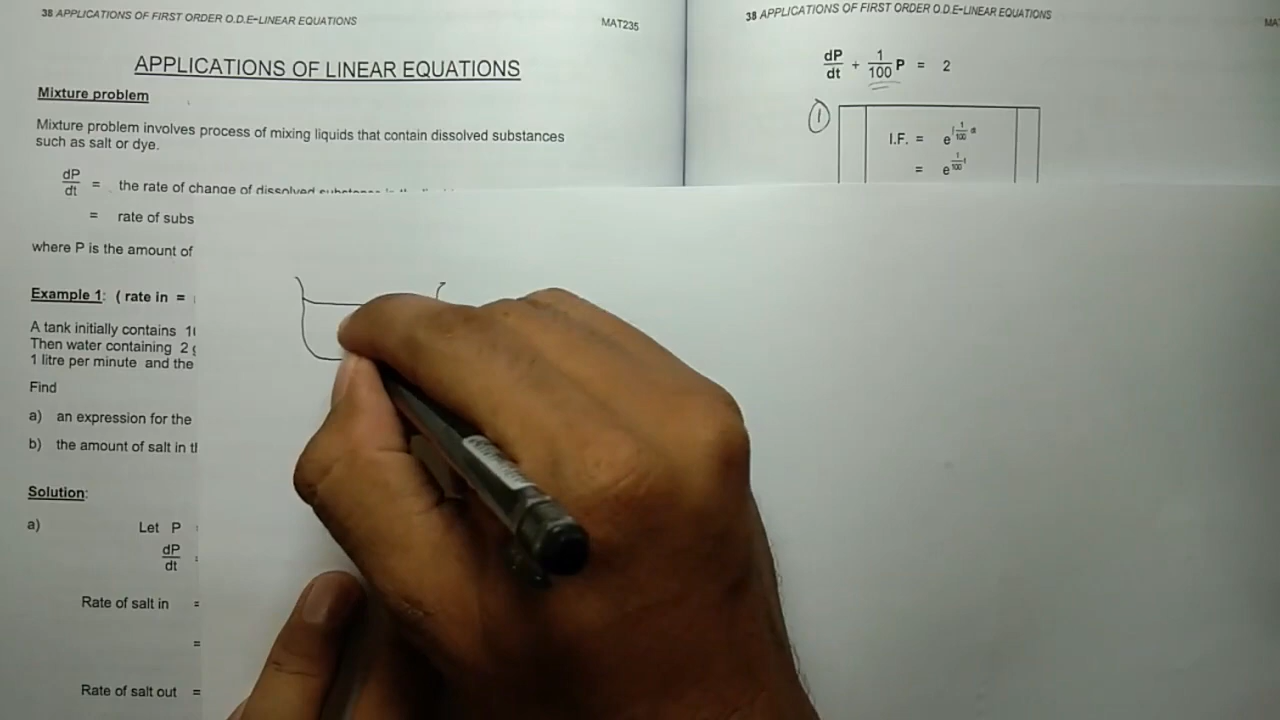 38 APPLICATIONS OF FIRST ORDER O.D.E-LINEAR EQUATIONS
MAT235
APPLICATIONS OF LINEAR EQUATIONS
Mixture problem
Mixture problem involves process of mixing liquids that contain dissolved substances
such as salt or dye.
dP/dt = the rate of change of dissolved
= rate of subs
where P is the amount of
Example 1: ( rate in =
A tank initially contains
Then water containing 2
1 litre per minute and the
Find
a) an expression for the
b) the amount of salt in
Solution:
a) Let P
dP/dt
Rate of salt in =
=
Rate of salt out =
38 APPLICATIONS OF FIRST ORDER O.D.E-LINEAR EQUATIONS
MA
dP/dt + 1/100 P = 2
1
I.F. = e^∫1/100 dt
= e^1/100 t